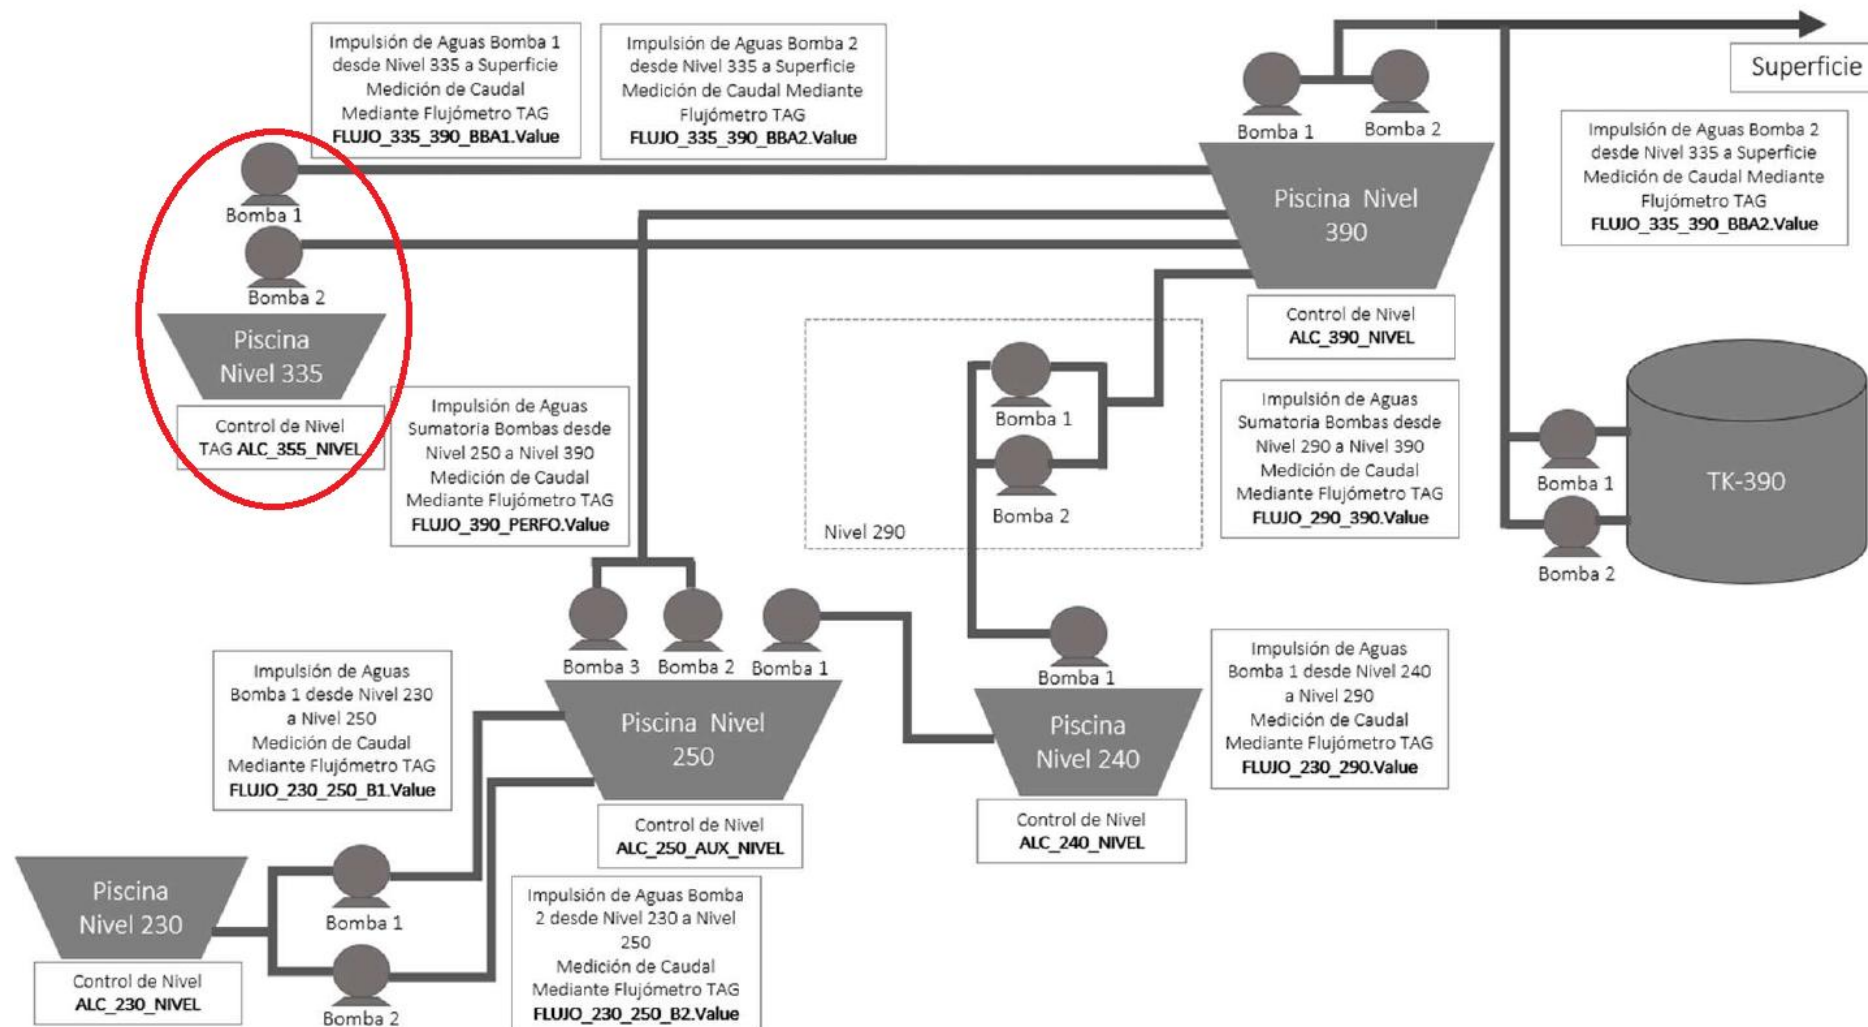 Impulsión de Aguas Bomba 1
desde Nivel 335 a Superficie
Medición de Caudal
Mediante Flujómetro TAG
FLUJO_335_390_BBA1.Value
Impulsión de Aguas Bomba 2
desde Nivel 335 a Superficie
Medición de Caudal Mediante
Flujómetro TAG
FLUJO_335_390_BBA2.Value
Superficie
Bomba 1
Bomba 2
Impulsión de Aguas Bomba 2
desde Nivel 335 a Superficie
Medición de Caudal Mediante
Flujómetro TAG
FLUJO_335_390_BBA2.Value
Bomba 1
Bomba 2
Piscina Nivel
390
Control de Nivel
ALC_390_NIVEL
Piscina
Nivel 335
Control de Nivel
TAG ALC_355_NIVEL
Impulsión de Aguas
Sumatoria Bombas desde
Nivel 250 a Nivel 390
Medición de Caudal
Mediante Flujómetro TAG
FLUJO_390_PERFO.Value
Bomba 1
Bomba 2
Nivel 290
Impulsión de Aguas
Sumatoria Bombas desde
Nivel 290 a Nivel 390
Medición de Caudal
Mediante Flujómetro TAG
FLUJO_290_390.Value
Bomba 1
Bomba 2
TK-390
Bomba 3
Bomba 2
Bomba 1
Bomba 1
Impulsión de Aguas
Bomba 1 desde Nivel 230
a Nivel 250
Medición de Caudal
Mediante Flujómetro TAG
FLUJO_230_250_B1.Value
Piscina Nivel
250
Control de Nivel
ALC_250_AUX_NIVEL
Piscina
Nivel 240
Control de Nivel
ALC_240_NIVEL
Impulsión de Aguas
Bomba 1 desde Nivel 240
a Nivel 290
Medición de Caudal
Mediante Flujómetro TAG
FLUJO_230_290.Value
Piscina
Nivel 230
Control de Nivel
ALC_230_NIVEL
Bomba 1
Bomba 2
Impulsión de Aguas Bomba
2 desde Nivel 230 a Nivel
250
Medición de Caudal
Mediante Flujómetro TAG
FLUJO_230_250_B2.Value